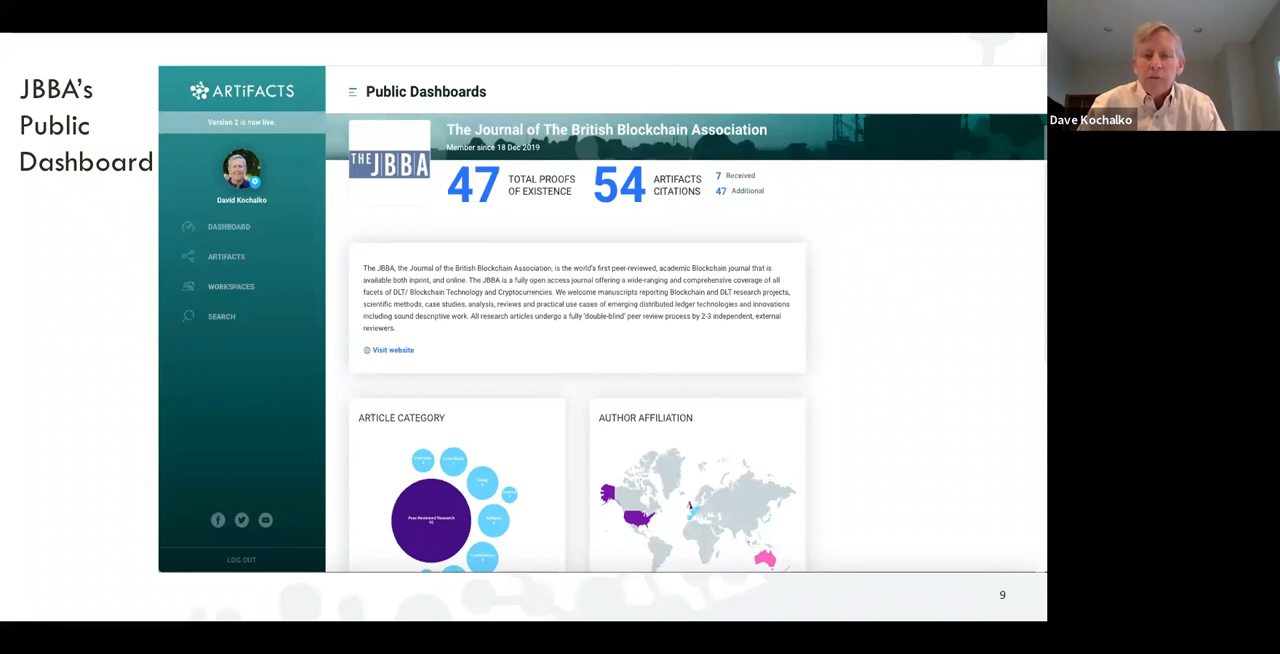 JBBA's
Public
Dashboard
ARTiFACTS
Version 2 is now live.
David Kochalko
DASHBOARD
ARTIFACTS
WORKSPACES
SEARCH
LOG OUT
Public Dashboards
The Journal of The British Blockchain Association
Member since 18 Dec 2019
THE JBBA
47 TOTAL PROOFS
OF EXISTENCE
54 ARTIFACTS
CITATIONS
7 Received
47 Additional
The JBBA, the Journal of the British Blockchain Association, is the world's first peer-reviewed, academic Blockchain journal that is
available both inprint, and online. The JBBA is a fully open access journal offering a wide-ranging and comprehensive coverage of all
facets of DLT/ Blockchain Technology and Cryptocurrencies. We welcome manuscripts reporting Blockchain and DLT research projects,
scientific methods, case studies, analysis, reviews and practical use cases of emerging distributed ledger technologies and innovations
including sound descriptive work. All research articles undergo a fully 'double-blind' peer review process by 2-3 independent, external
reviewers.
Visit website
ARTICLE CATEGORY
Peer Reviewed Research
AUTHOR AFFILIATION
9
Dave Kochalko